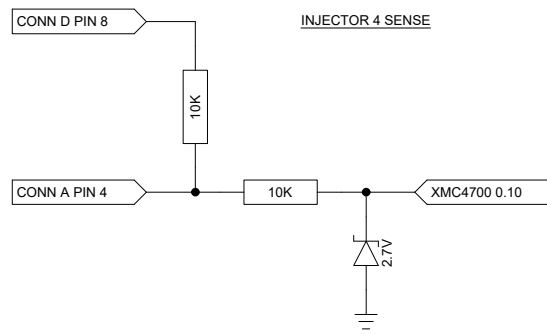 CONN D PIN 8
INJECTOR 4 SENSE
10K
CONN A PIN 4
10K
XMC4700 0.10
2.7V